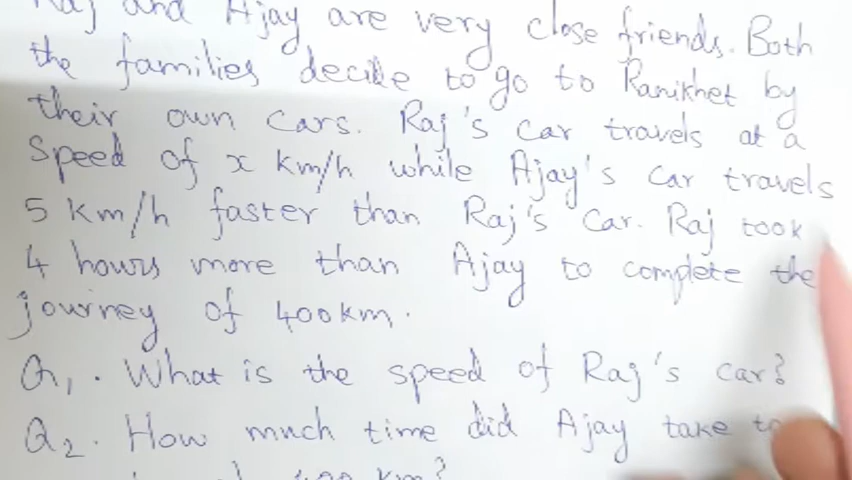 Raj and Ajay are very close friends. Both
the families decide to go to Ranikhet by
their own cars. Raj's car travels at a
speed of x km/h while Ajay's car travels
5 km/h faster than Raj's car. Raj took
4 hours more than Ajay to complete the
journey of 400km.
Q1. What is the speed of Raj's car?
Q2. How much time did Ajay take to
400 km?